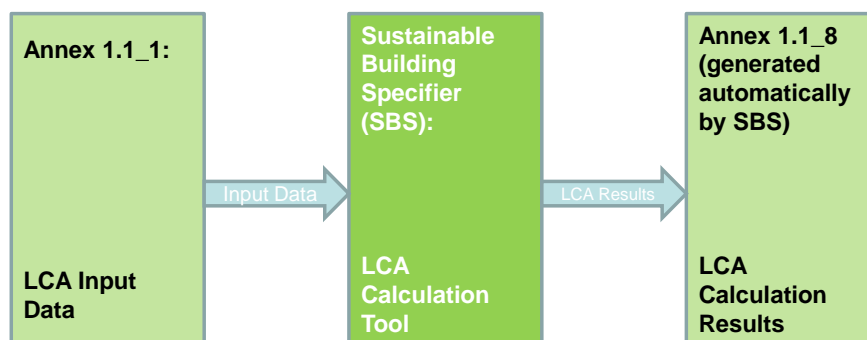 Annex 1.1_1:
LCA Input
Data
Input Data
Sustainable
Building
Specifier
(SBS):
LCA
Calculation
Tool
LCA Results
Annex 1.1_8
(generated
automatically
by SBS)
LCA
Calculation
Results